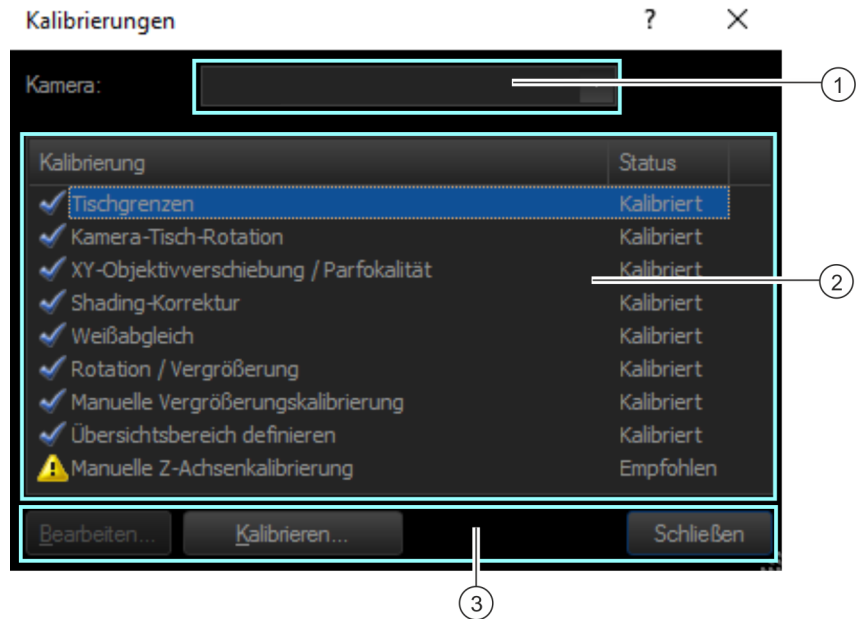 Kalibrierungen ? ×
Kamera: 1
Kalibrierung Status
Tischgrenzen Kalibriert
Kamera-Tisch-Rotation Kalibriert
XY-Objektivverschiebung / Parfokalität Kalibriert
2
Shading-Korrektur Kalibriert
Weißabgleich Kalibriert
Rotation / Vergrößerung Kalibriert
Manuelle Vergrößerungskalibrierung Kalibriert
Übersichtsbereich definieren Kalibriert
Manuelle Z-Achsenkalibrierung Empfohlen
Bearbeiten... Kalibrieren... Schließen
3